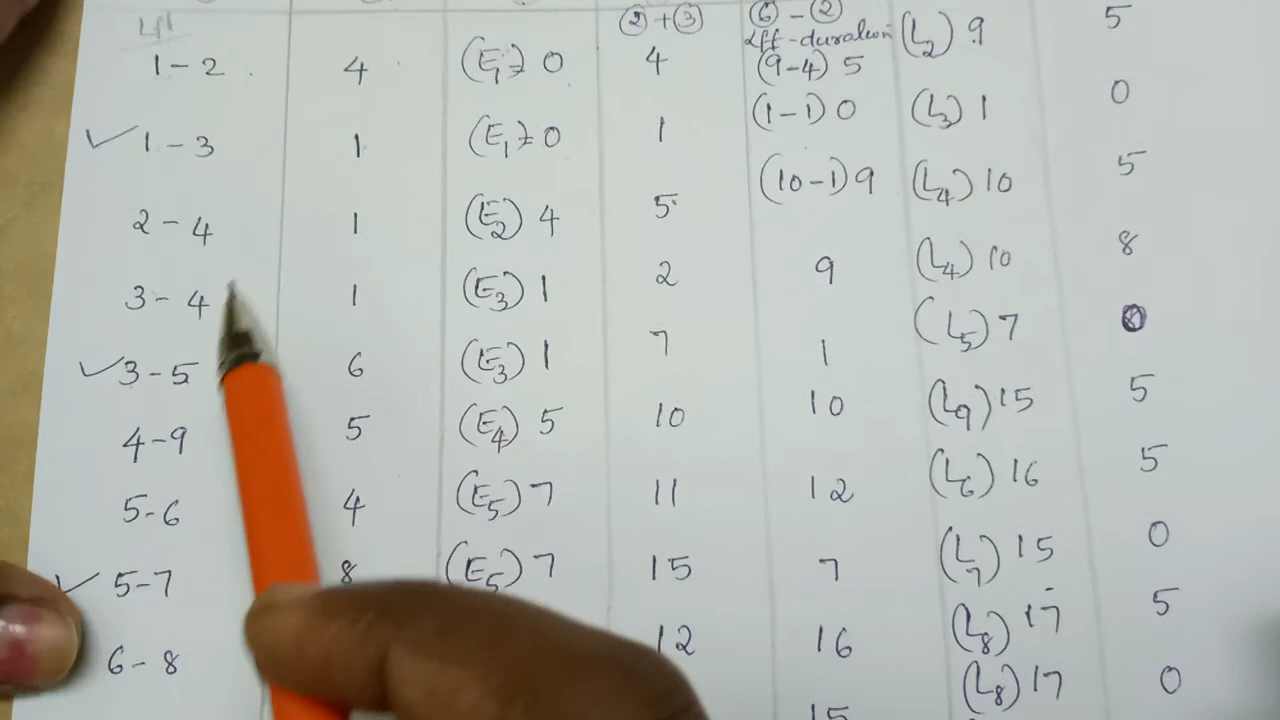 ② + ③ ⑥ - ②
Lft Lff-duration (L2) 9 5
1 - 2 4 (E1) = 0 4 (9-4) 5
(1-1) 0 (L3) 1 0
✓ 1 - 3 1 (E1) = 0 1
(10-1) 9 (L4) 10 5
2 - 4 1 (E2) 4 5
3 - 4 1 (E3) 1 2 9 (L4) 10 8
✓ 3 - 5 6 (E3) 1 7 1 (L5) 7
4 - 9 5 (E4) 5 10 10 (L9) 15 5
5 - 6 4 (E5) 7 11 12 (L6) 16 5
✓ 5 - 7 8 (E5) 7 15 7 (L7) 15 0
6 - 8 12 16 (L8) 17 5
15 (L8) 17 0